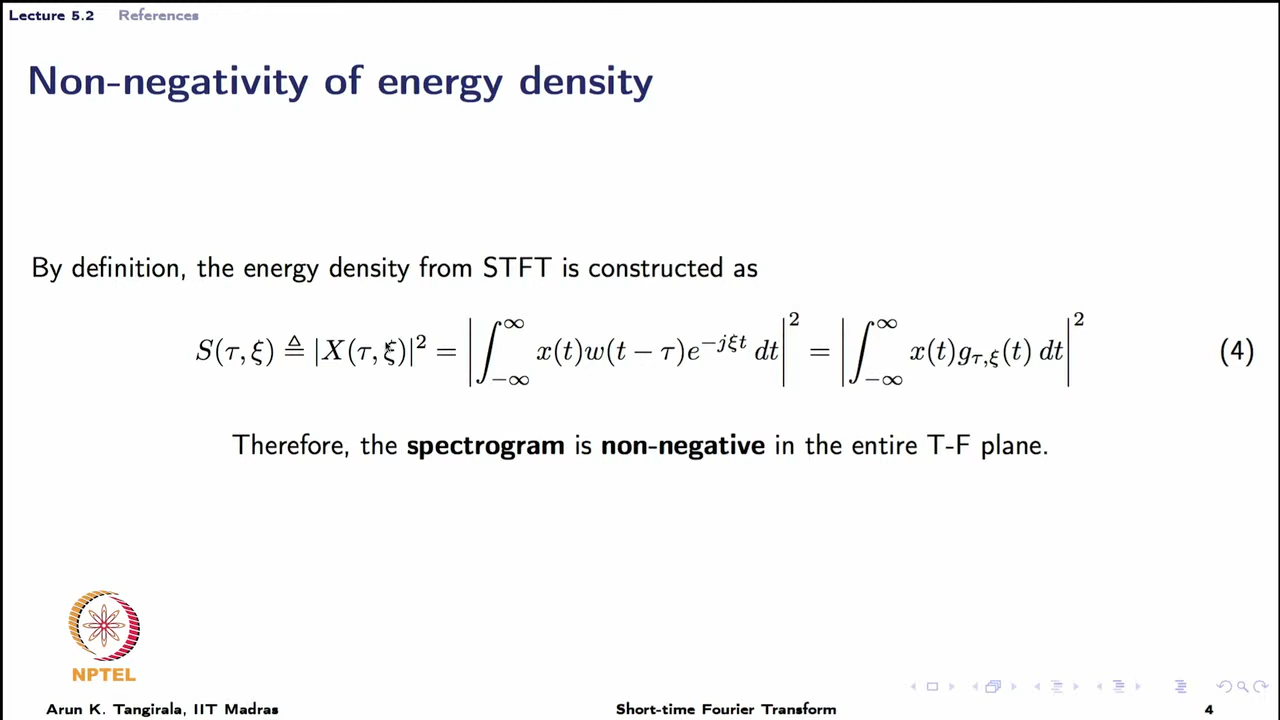 Lecture 5.2 References
Non-negativity of energy density
By definition, the energy density from STFT is constructed as
S(τ, ξ) ≜ |X(τ, ξ)|² = |∫_{−∞}^{∞} x(t)w(t − τ)e^{−jξt} dt|² = |∫_{−∞}^{∞} x(t)g_{τ,ξ}(t) dt|² (4)
Therefore, the spectrogram is non-negative in the entire T-F plane.
NPTEL
Arun K. Tangirala, IIT Madras Short-time Fourier Transform 4